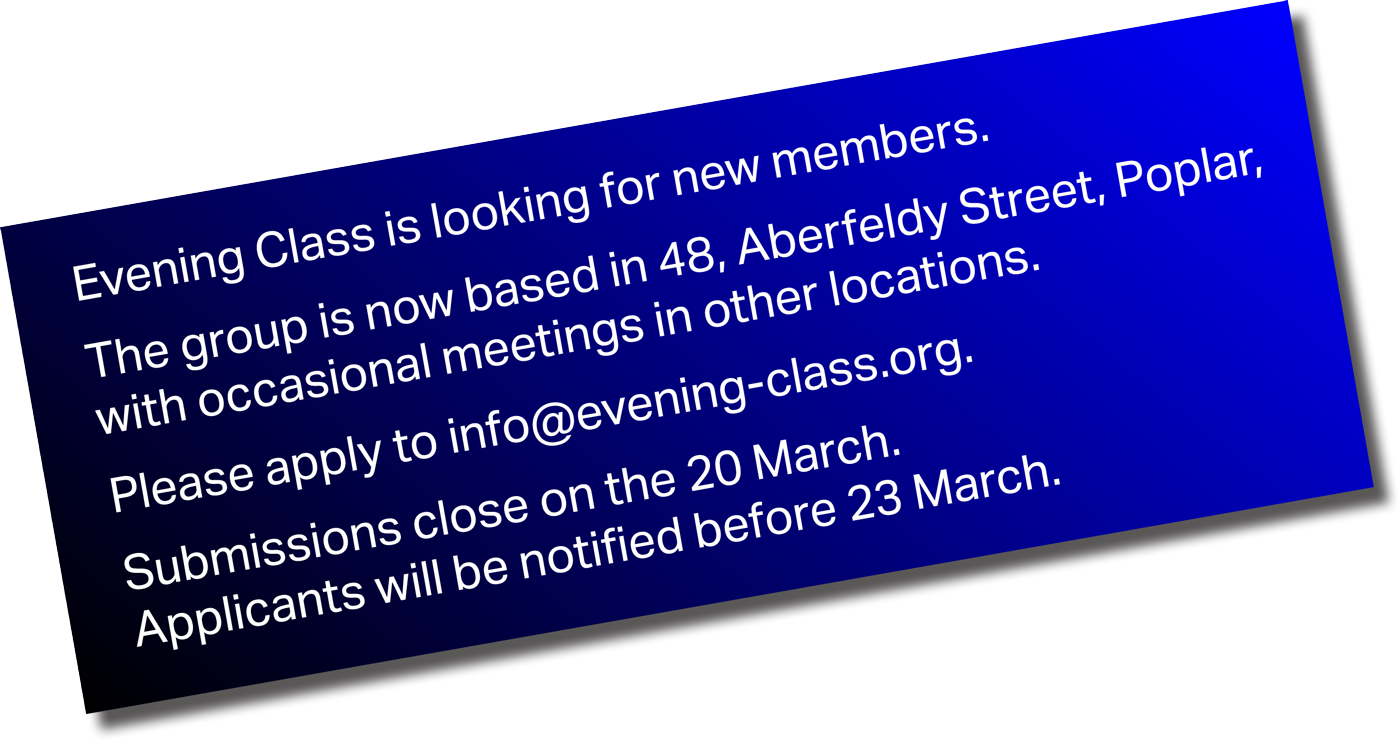 Evening Class is looking for new members.
The group is now based in 48, Aberfeldy Street, Poplar,
with occasional meetings in other locations.
Please apply to info@evening-class.org.
Submissions close on the 20 March.
Applicants will be notified before 23 March.